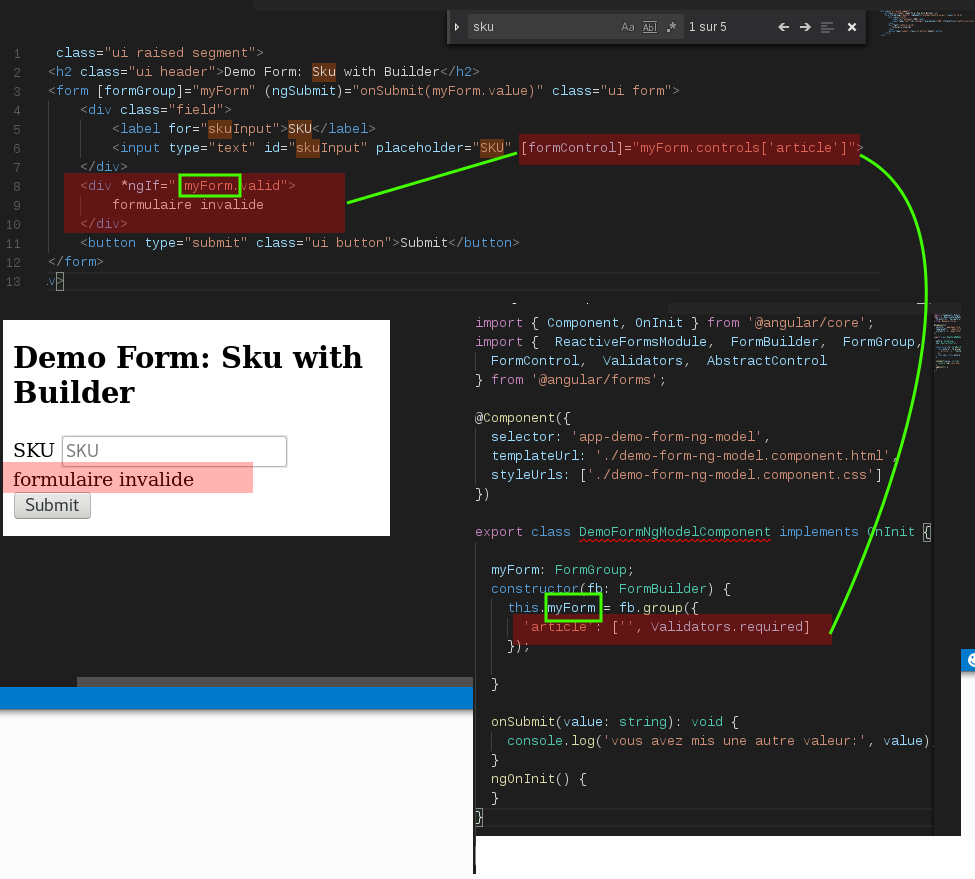 sku Aa Abl .* 1 sur 5
1 class="ui raised segment">
2 <h2 class="ui header">Demo Form: Sku with Builder</h2>
3 <form [formGroup]="myForm" (ngSubmit)="onSubmit(myForm.value)" class="ui form">
4 <div class="field">
5 <label for="skuInput">SKU</label>
6 <input type="text" id="skuInput" placeholder="SKU" [formControl]="myForm.controls['article']">
7 </div>
8 <div *ngIf=" myForm.valid">
9 formulaire invalide
10 </div>
11 <button type="submit" class="ui button">Submit</button>
12 </form>
13 iv>
Demo Form: Sku with
Builder
SKU SKU
formulaire invalide
Submit
import { Component, OnInit } from '@angular/core';
import { ReactiveFormsModule, FormBuilder, FormGroup,
FormControl, Validators, AbstractControl
} from '@angular/forms';
@Component({
selector: 'app-demo-form-ng-model',
templateUrl: './demo-form-ng-model.component.html',
styleUrls: ['./demo-form-ng-model.component.css']
})
export class DemoFormNgModelComponent implements OnInit {
myForm: FormGroup;
constructor(fb: FormBuilder) {
this.myForm = fb.group({
'article': ['', Validators.required]
});
}
onSubmit(value: string): void {
console.log('vous avez mis une autre valeur:', value)
}
ngOnInit() {
}
}